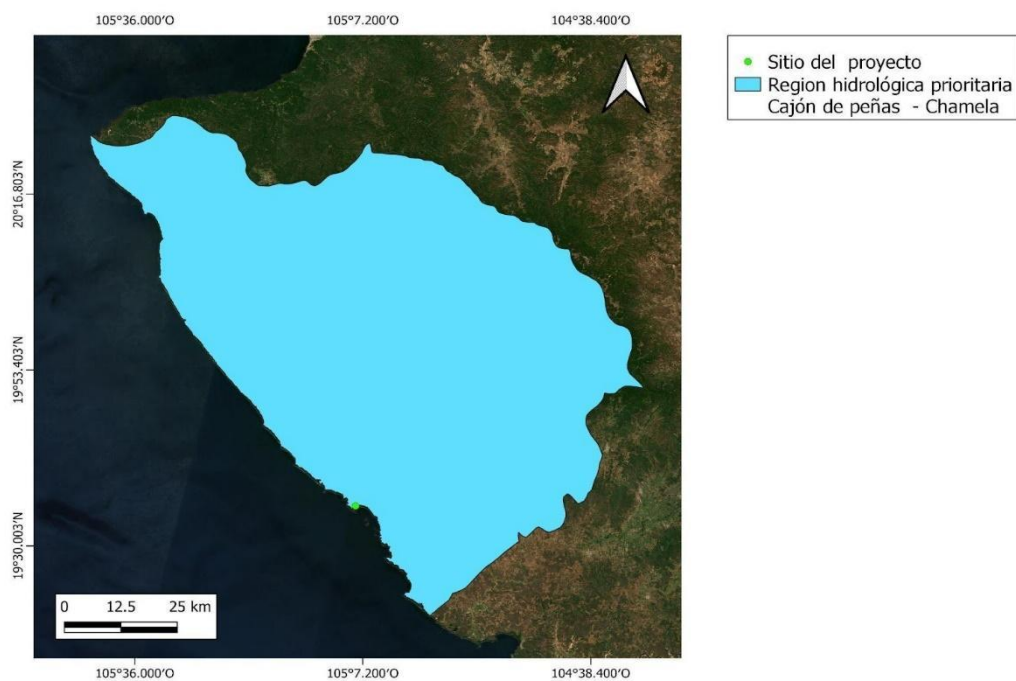 105°36.000′O 105°7.200′O 104°38.400′O
Sitio del proyecto
Region hidrológica prioritaria
Cajón de peñas - Chamela
20°16.803′N
19°53.403′N
19°30.003′N
0 12.5 25 km
105°36.000′O 105°7.200′O 104°38.400′O